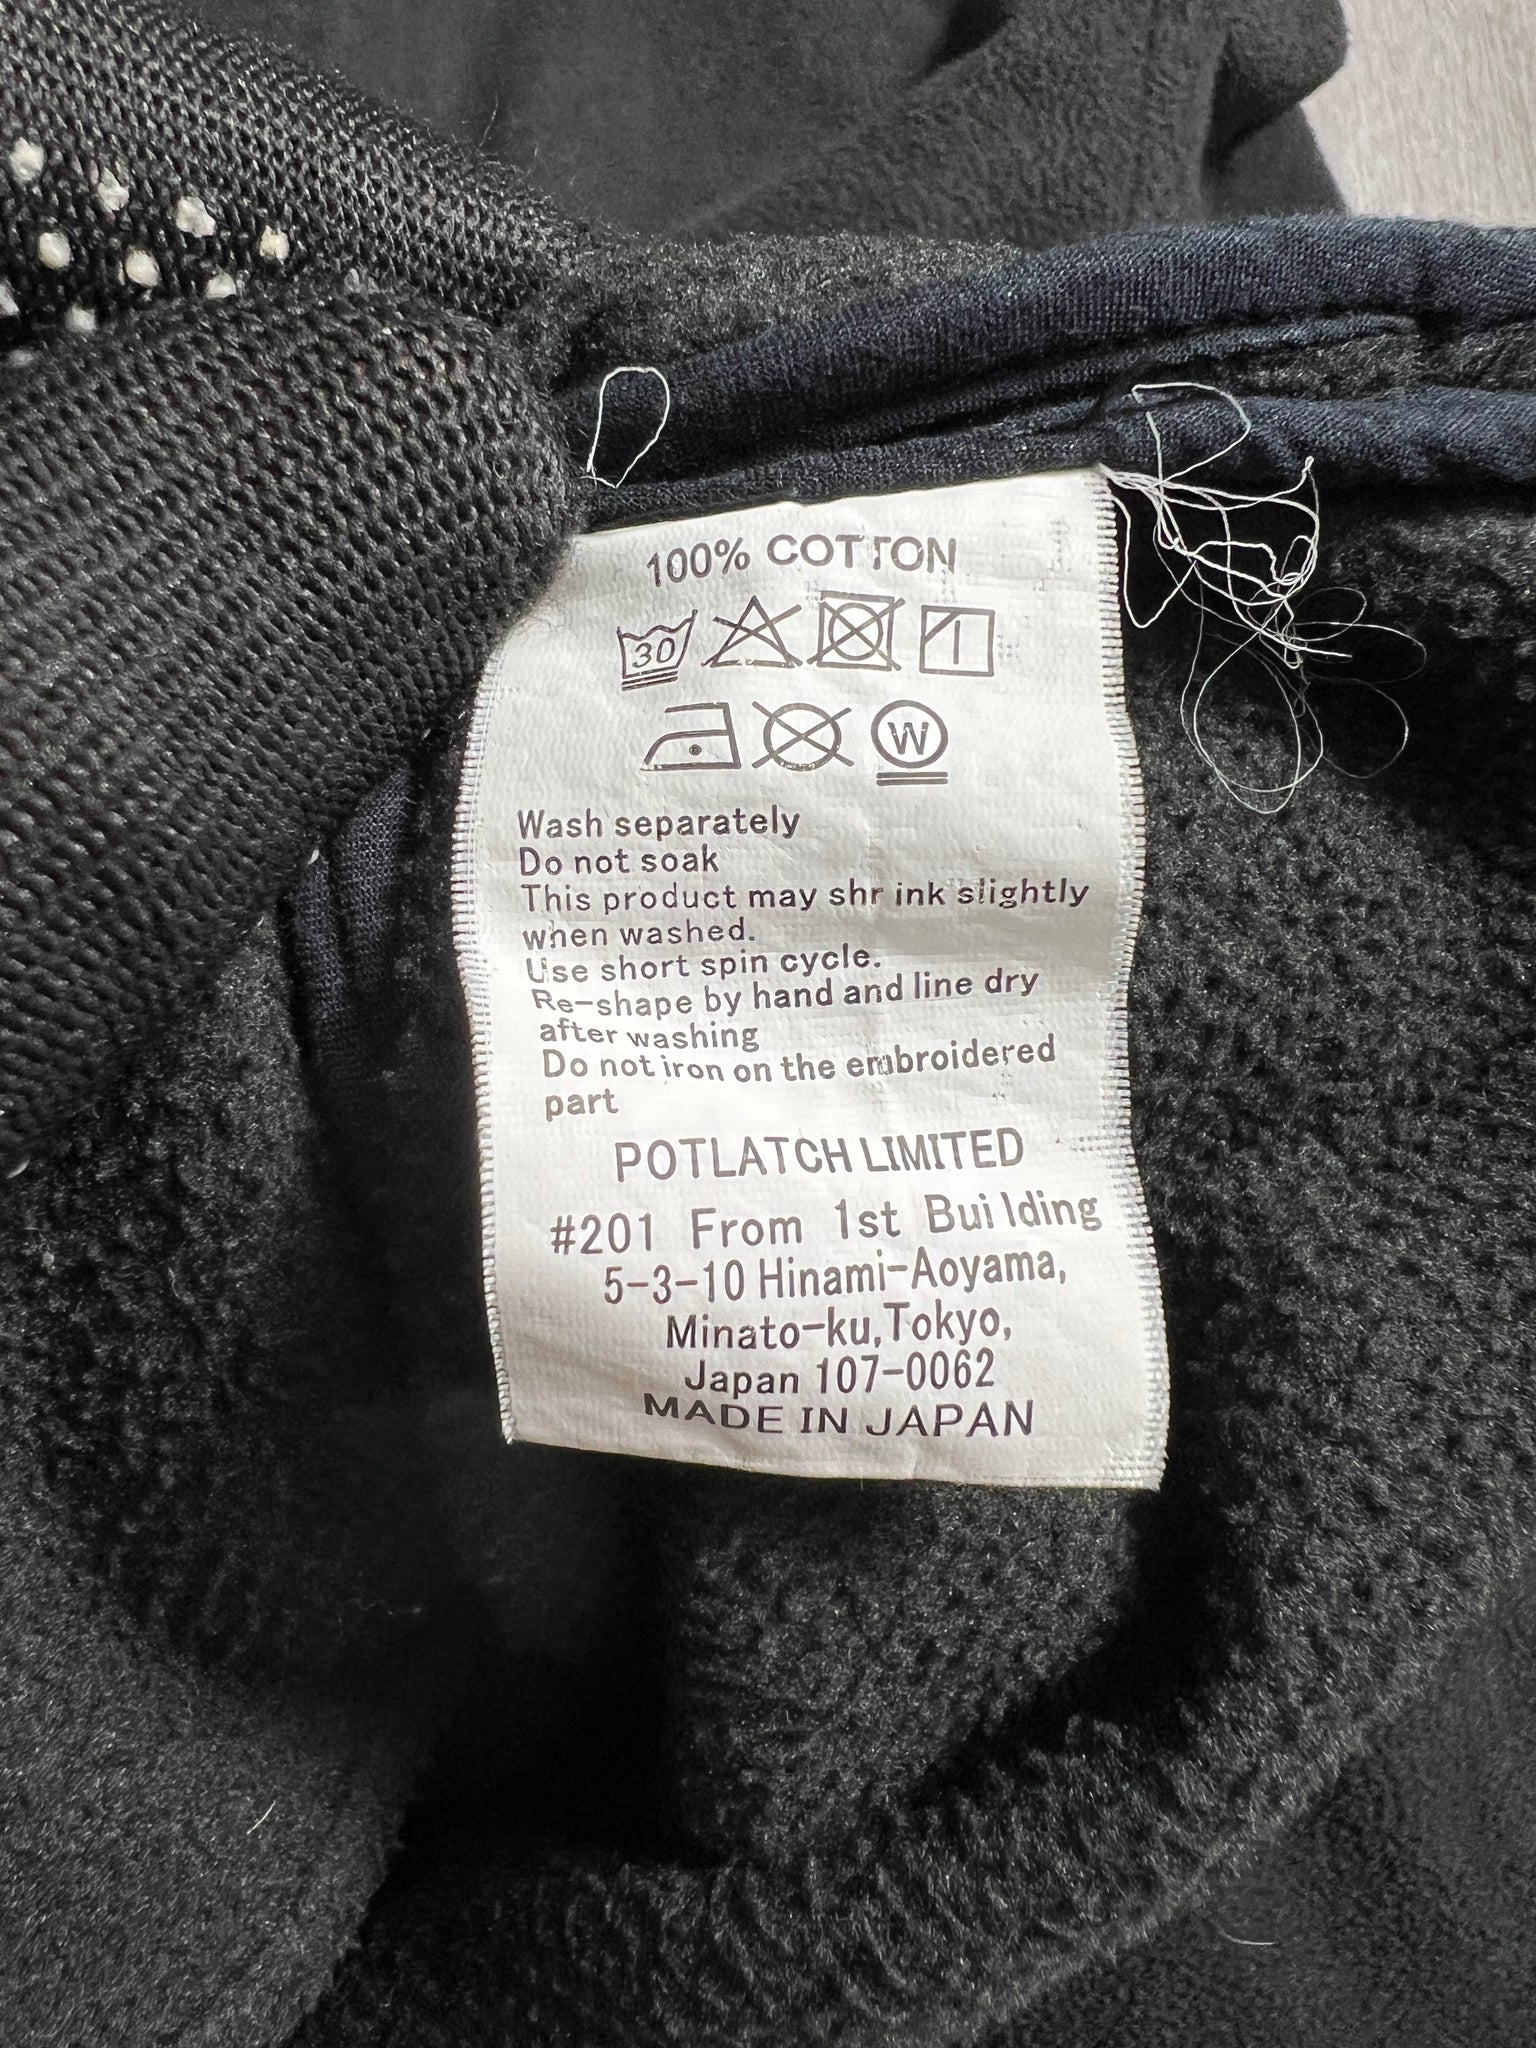 100% COTTON
30
W
Wash separately
Do not soak
This product may shr ink slightly
when washed.
Use short spin cycle.
Re-shape by hand and line dry
after washing
Do not iron on the embroidered
part
POTLATCH LIMITED
#201 From 1st Building
5-3-10 Hinami-Aoyama,
Minato-ku, Tokyo,
Japan 107-0062
MADE IN JAPAN